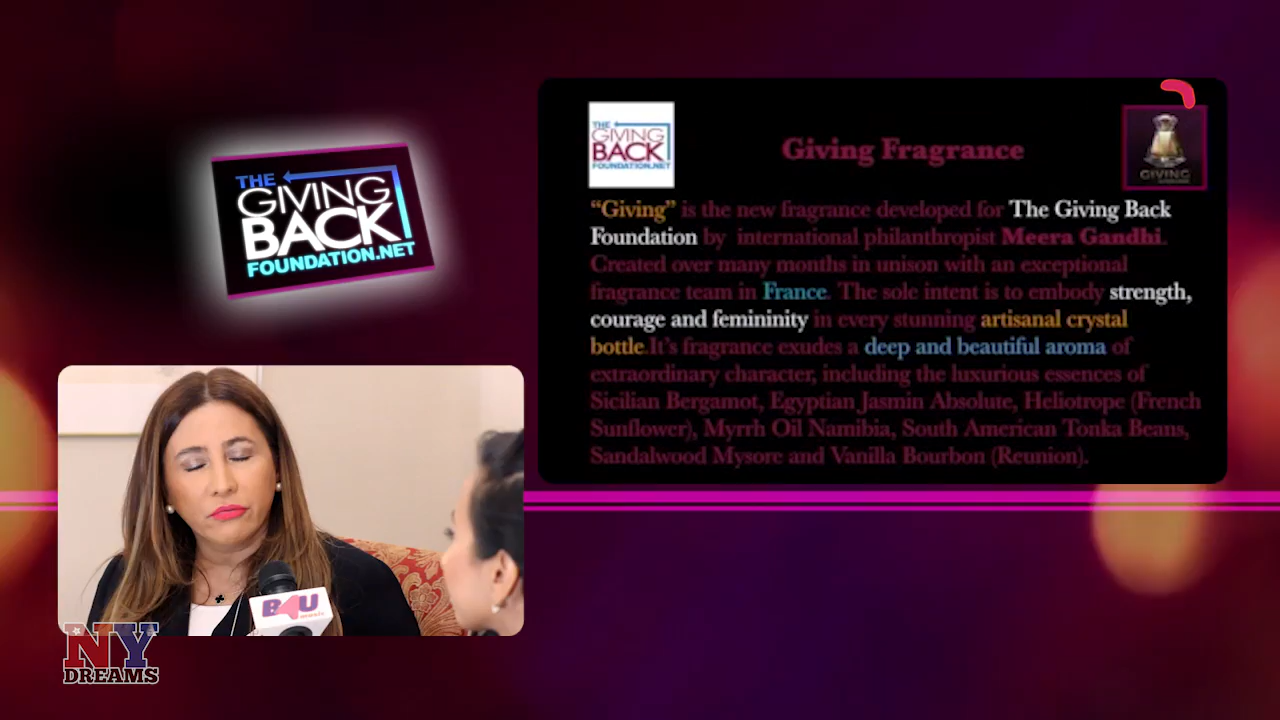 THE
GIVING
BACK
FOUNDATION.NET
THE
GIVING
BACK
FOUNDATION.NET
Giving Fragrance
GIVING
“Giving” is the new fragrance developed for The Giving Back
Foundation by international philanthropist Meera Gandhi.
Created over many months in unison with an exceptional
fragrance team in France. The sole intent is to embody strength,
courage and femininity in every stunning artisanal crystal
bottle.It’s fragrance exudes a deep and beautiful aroma of
extraordinary character, including the luxurious essences of
Sicilian Bergamot, Egyptian Jasmin Absolute, Heliotrope (French
Sunflower), Myrrh Oil Namibia, South American Tonka Beans,
Sandalwood Mysore and Vanilla Bourbon (Reunion).
B4U
music
NY
DREAMS